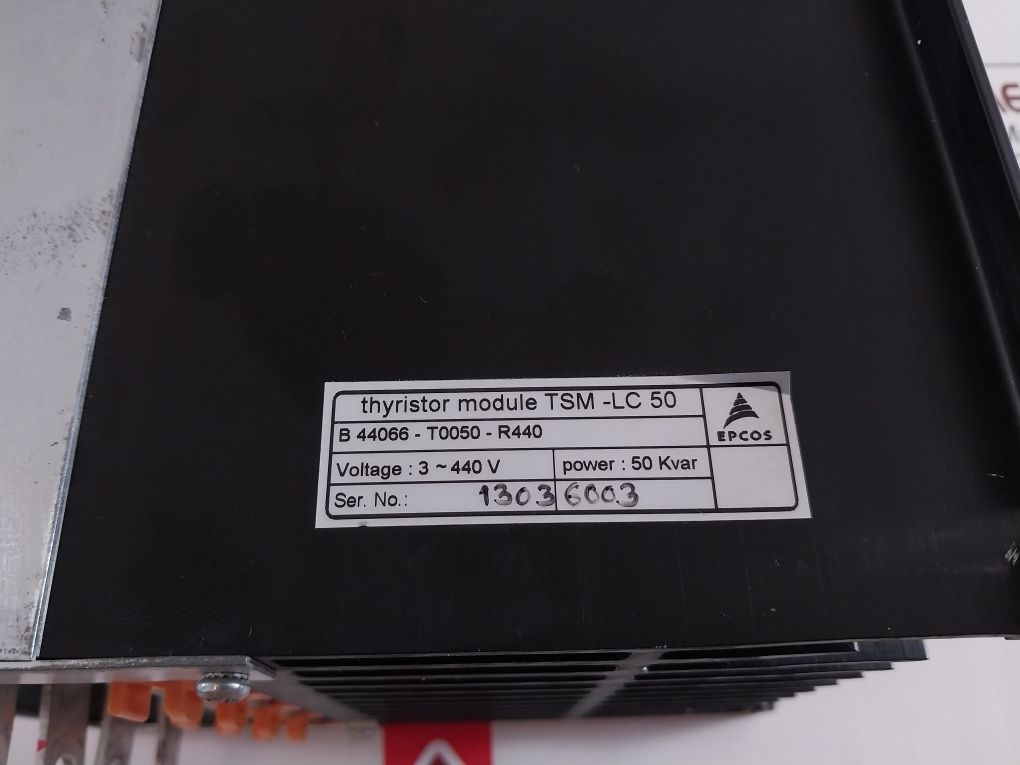 thyristor module TSM -LC 50
B 44066 - T0050 - R440
EPCOS
Voltage : 3 ~ 440 V power : 50 Kvar
Ser. No.: 13036003